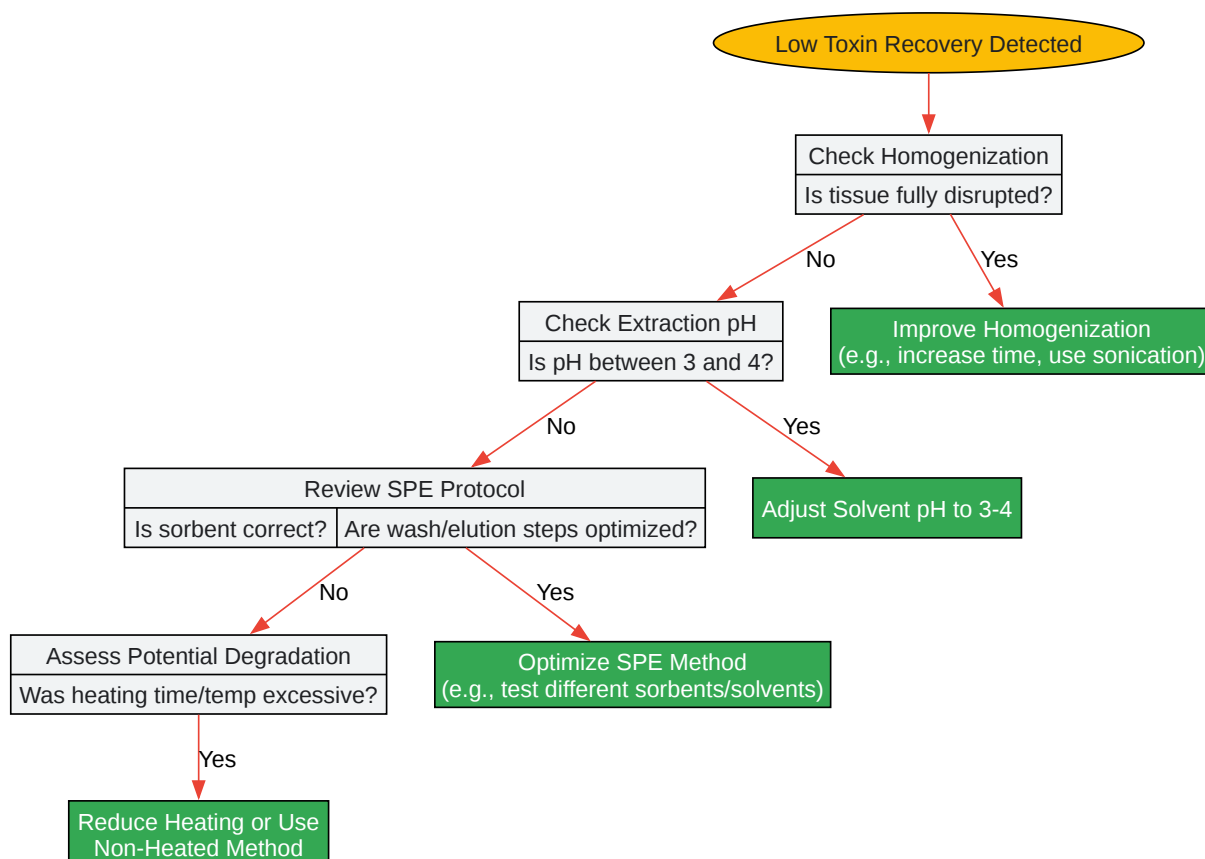 Low Toxin Recovery Detected
Check Homogenization
Is tissue fully disrupted?
No
Yes
Check Extraction pH
Is pH between 3 and 4?
Improve Homogenization
(e.g., increase time, use sonication)
No
Yes
Review SPE Protocol
Is sorbent correct?
Are wash/elution steps optimized?
Adjust Solvent pH to 3-4
No
Yes
Assess Potential Degradation
Was heating time/temp excessive?
Optimize SPE Method
(e.g., test different sorbents/solvents)
Yes
Reduce Heating or Use
Non-Heated Method